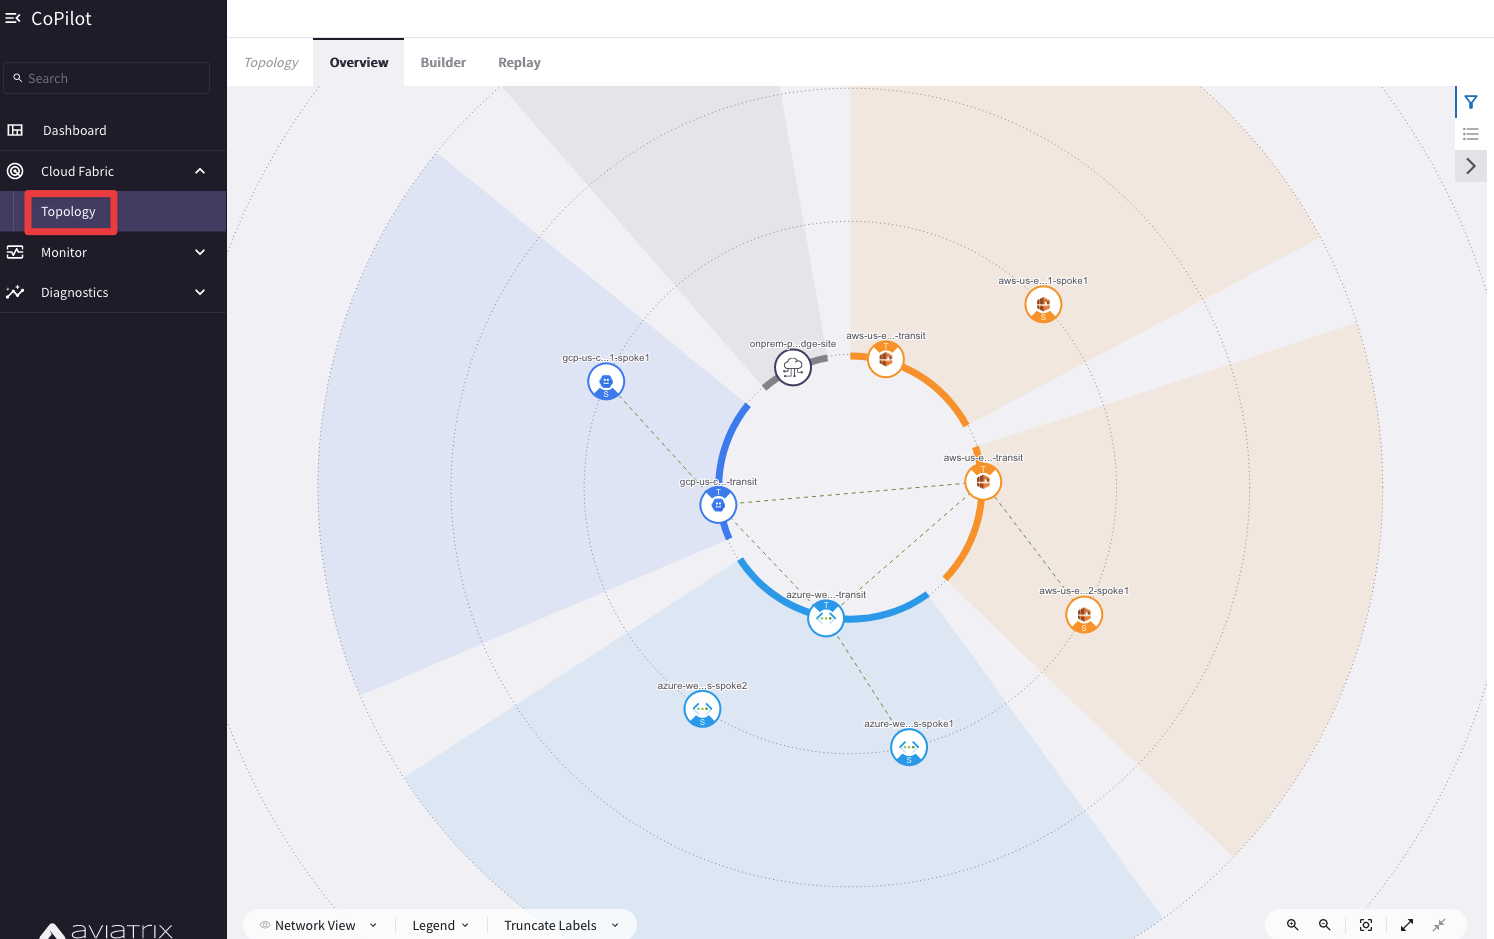 CoPilot
Search
Dashboard
Cloud Fabric
Topology
Monitor
Diagnostics
AVIATRIX
Topology
Overview
Builder
Replay
aws-us-e...1-spoke1
S
onprem-p...dge-site
aws-us-e...-transit
T
gcp-us-c...1-spoke1
S
aws-us-e...-transit
T
gcp-us-c...-transit
T
azure-we...-transit
T
aws-us-e...2-spoke1
S
azure-we...s-spoke2
S
azure-we...s-spoke1
S
Network View
Legend
Truncate Labels